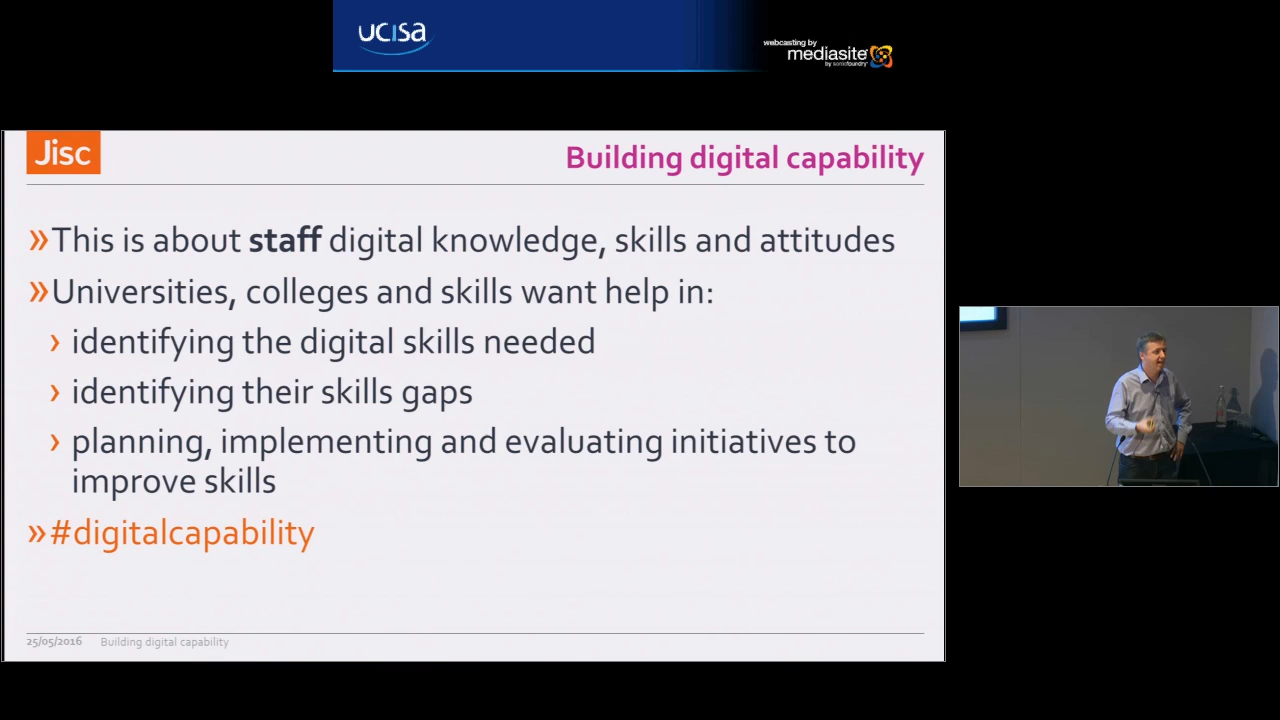 ucisa
webcasting by
mediasite
by sonicfoundry
Jisc
Building digital capability
»This is about staff digital knowledge, skills and attitudes
»Universities, colleges and skills want help in:
› identifying the digital skills needed
› identifying their skills gaps
› planning, implementing and evaluating initiatives to
improve skills
»#digitalcapability
25/05/2016 Building digital capability